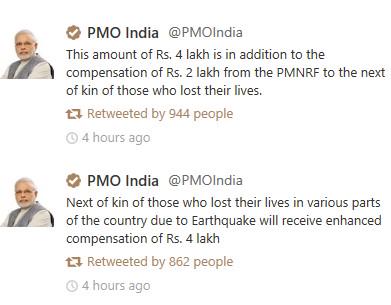 PMO India @PMOIndia
This amount of Rs. 4 lakh is in addition to the
compensation of Rs. 2 lakh from the PMNRF to the next
of kin of those who lost their lives.
Retweeted by 944 people
4 hours ago
PMO India @PMOIndia
Next of kin of those who lost their lives in various parts
of the country due to Earthquake will receive enhanced
compensation of Rs. 4 lakh
Retweeted by 862 people
4 hours ago